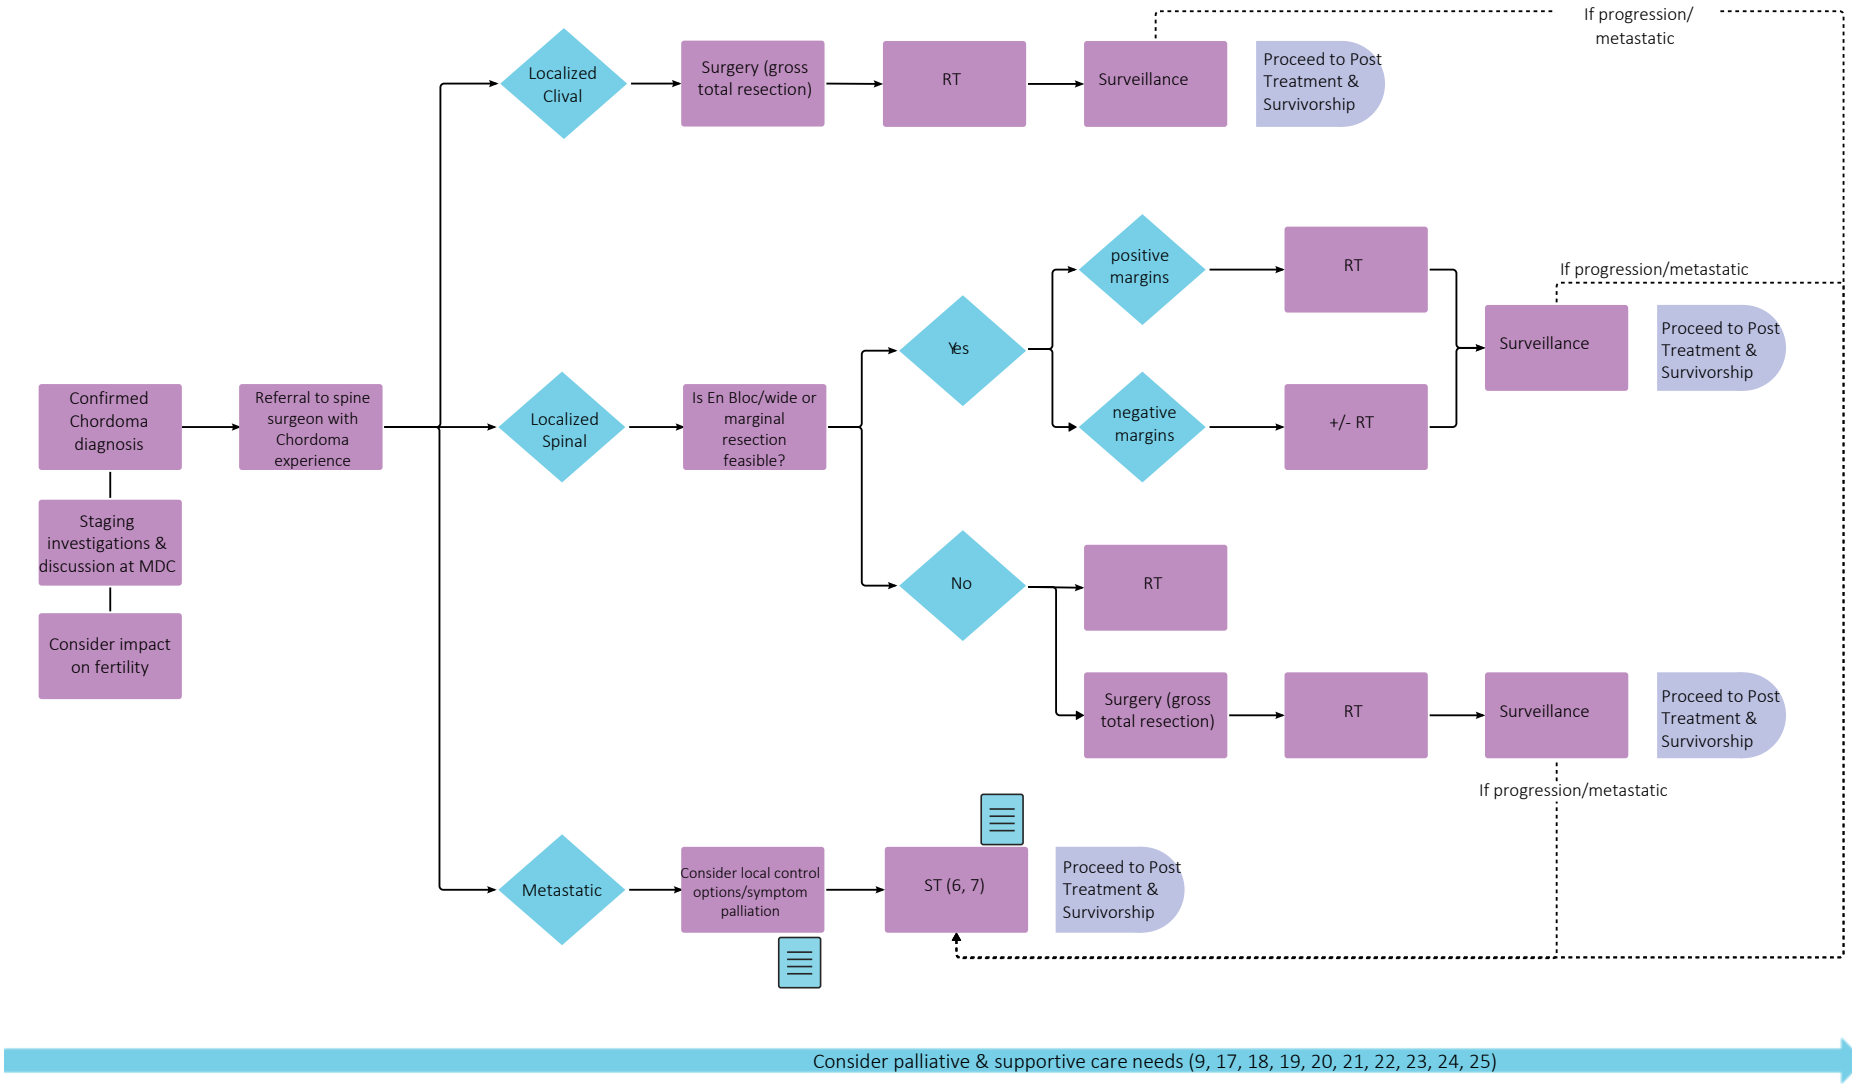 If progression/
metastatic
Localized
Clival
Surgery (gross
total resection)
RT
Surveillance
Proceed to Post
Treatment &
Survivorship
positive
margins
RT
If progression/metastatic
Yes
Surveillance
Proceed to Post
Treatment &
Survivorship
Confirmed
Chordoma
diagnosis
Referral to spine
surgeon with
Chordoma
experience
Localized
Spinal
Is En Bloc/wide or
marginal
resection
feasible?
negative
margins
+/- RT
Staging
investigations &
discussion at MDC
No
RT
Consider impact
on fertility
Surgery (gross
total resection)
RT
Surveillance
Proceed to Post
Treatment &
Survivorship
If progression/metastatic
Metastatic
Consider local control
options/symptom
palliation
ST (6, 7)
Proceed to Post
Treatment &
Survivorship
Consider palliative & supportive care needs (9, 17, 18, 19, 20, 21, 22, 23, 24, 25)